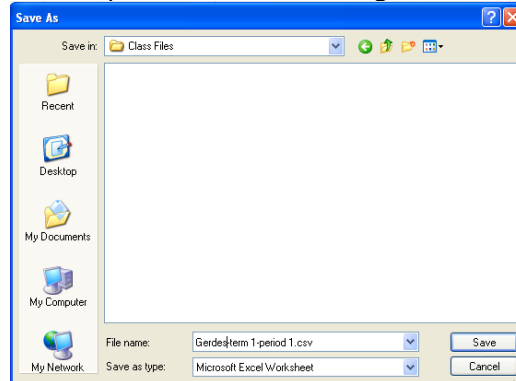 Save As
Save in: Class Files
Recent
Desktop
My Documents
My Computer
My Network
File name: Gerdes-term 1-period 1.csv Save
Save as type: Microsoft Excel Worksheet Cancel